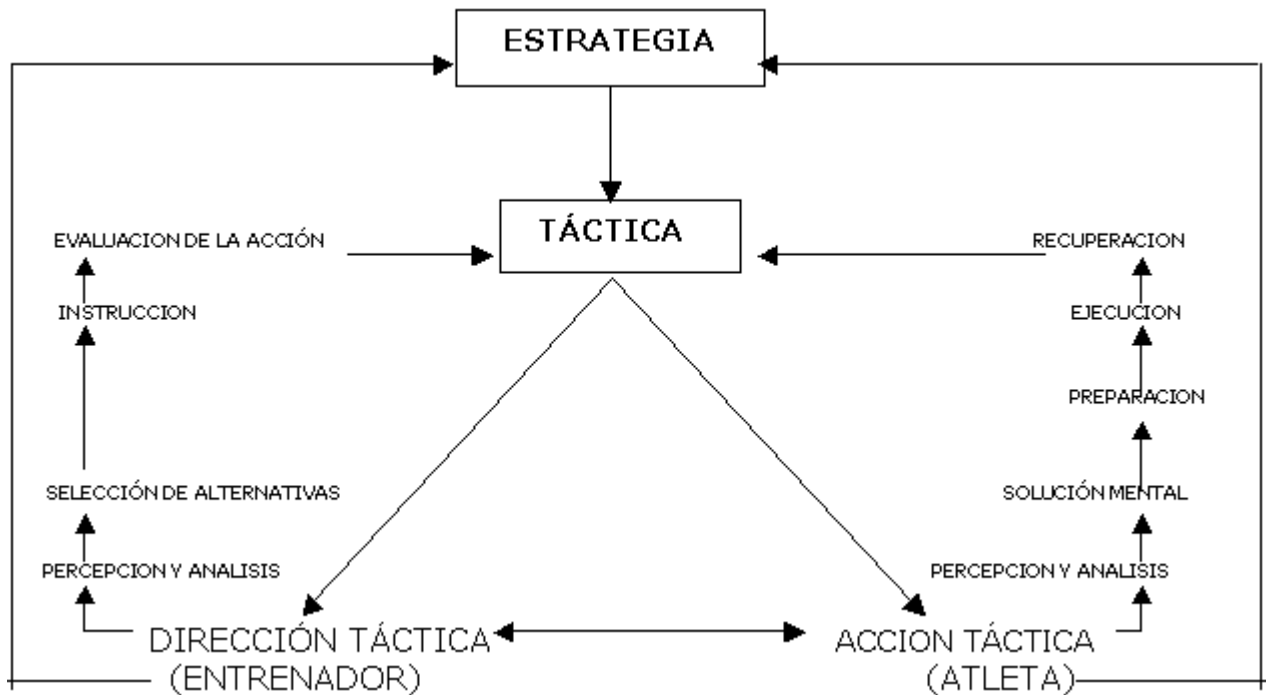 ESTRATEGIA
TÁCTICA
EVALUACION DE LA ACCIÓN
RECUPERACION
INSTRUCCION
EJECUCION
PREPARACION
SELECCIÓN DE ALTERNATIVAS
SOLUCIÓN MENTAL
PERCEPCION Y ANALISIS
PERCEPCION Y ANALISIS
DIRECCIÓN TÁCTICA
(ENTRENADOR)
ACCION TÁCTICA
(ATLETA)